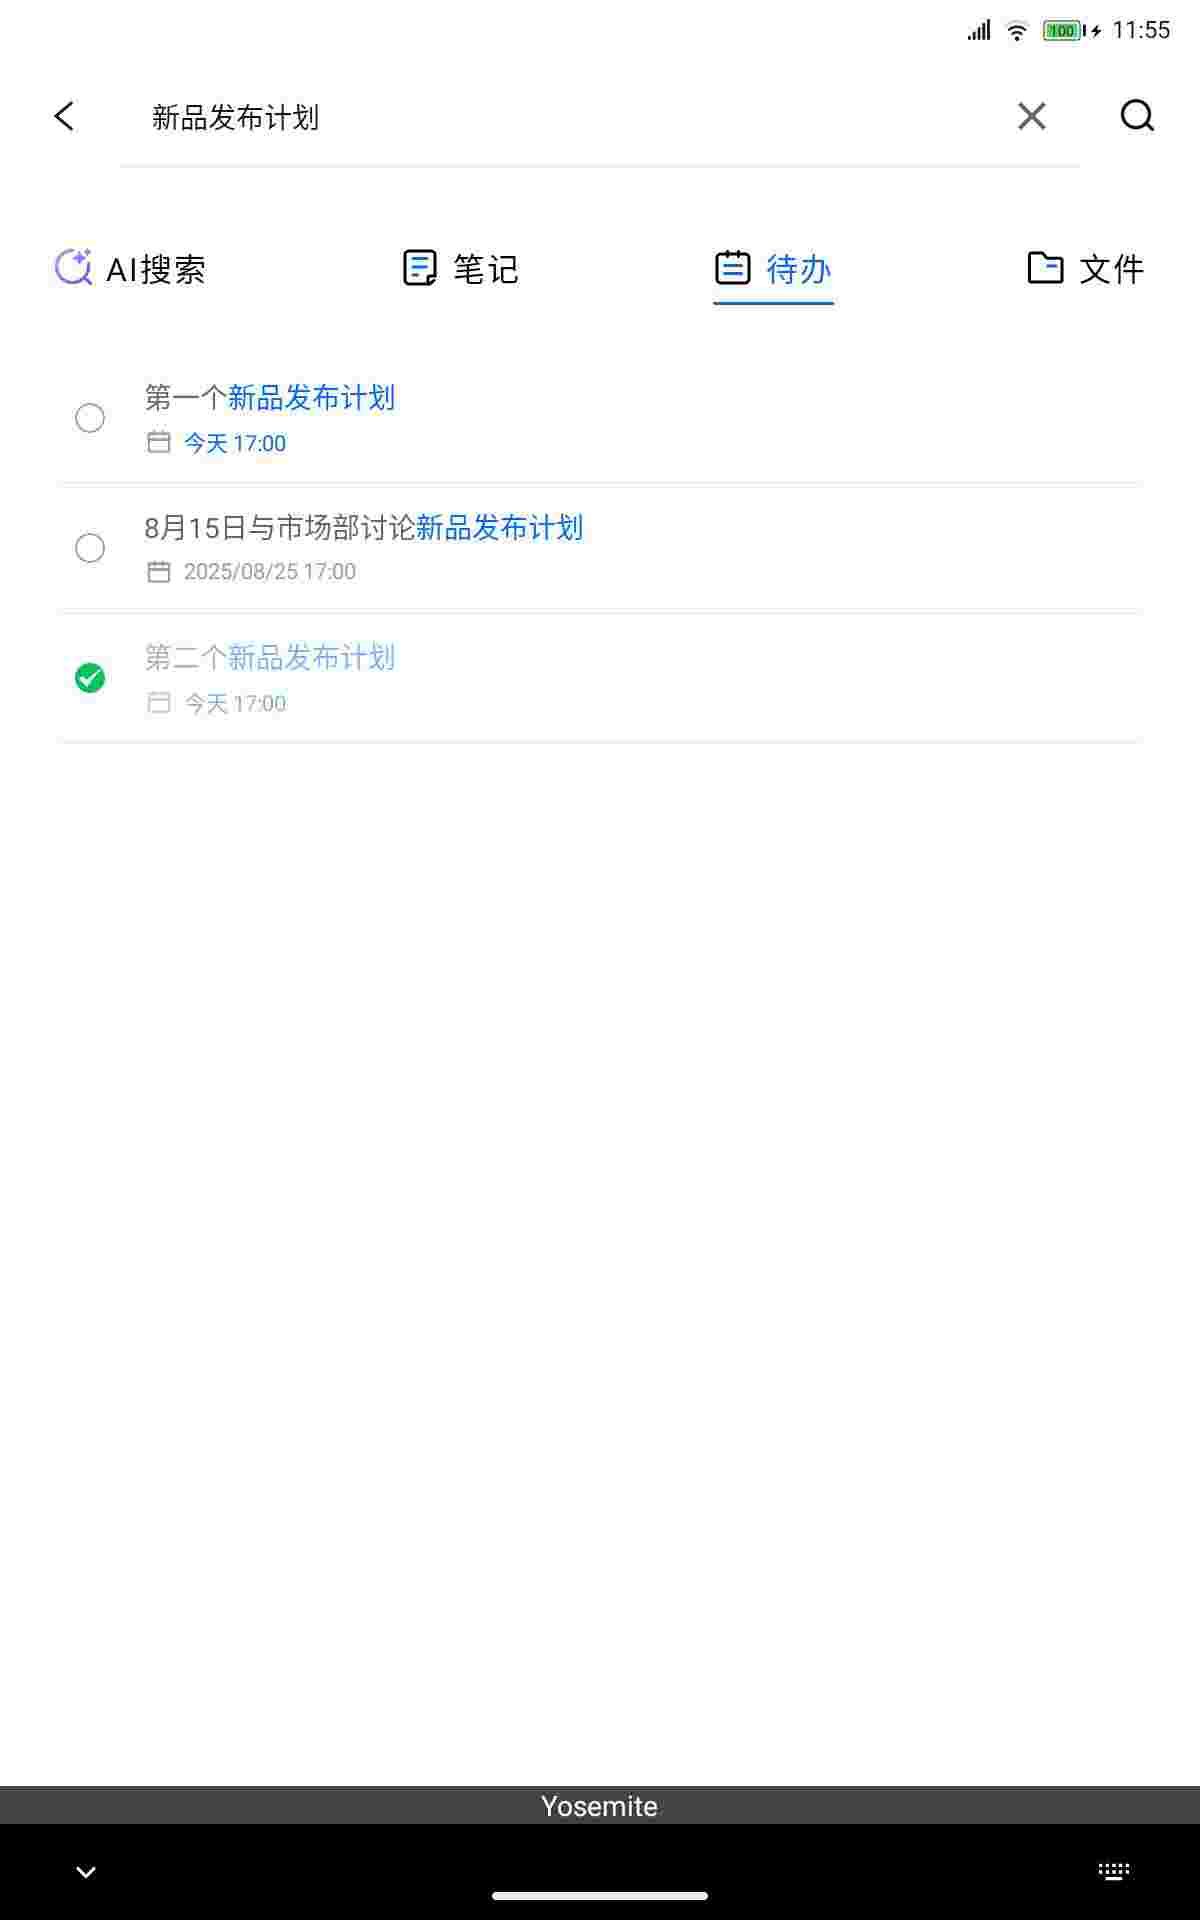 100 11:55
新品发布计划
AI搜索 笔记 待办 文件
第一个新品发布计划
今天 17:00
8月15日与市场部讨论新品发布计划
2025/08/25 17:00
第二个新品发布计划
今天 17:00
Yosemite